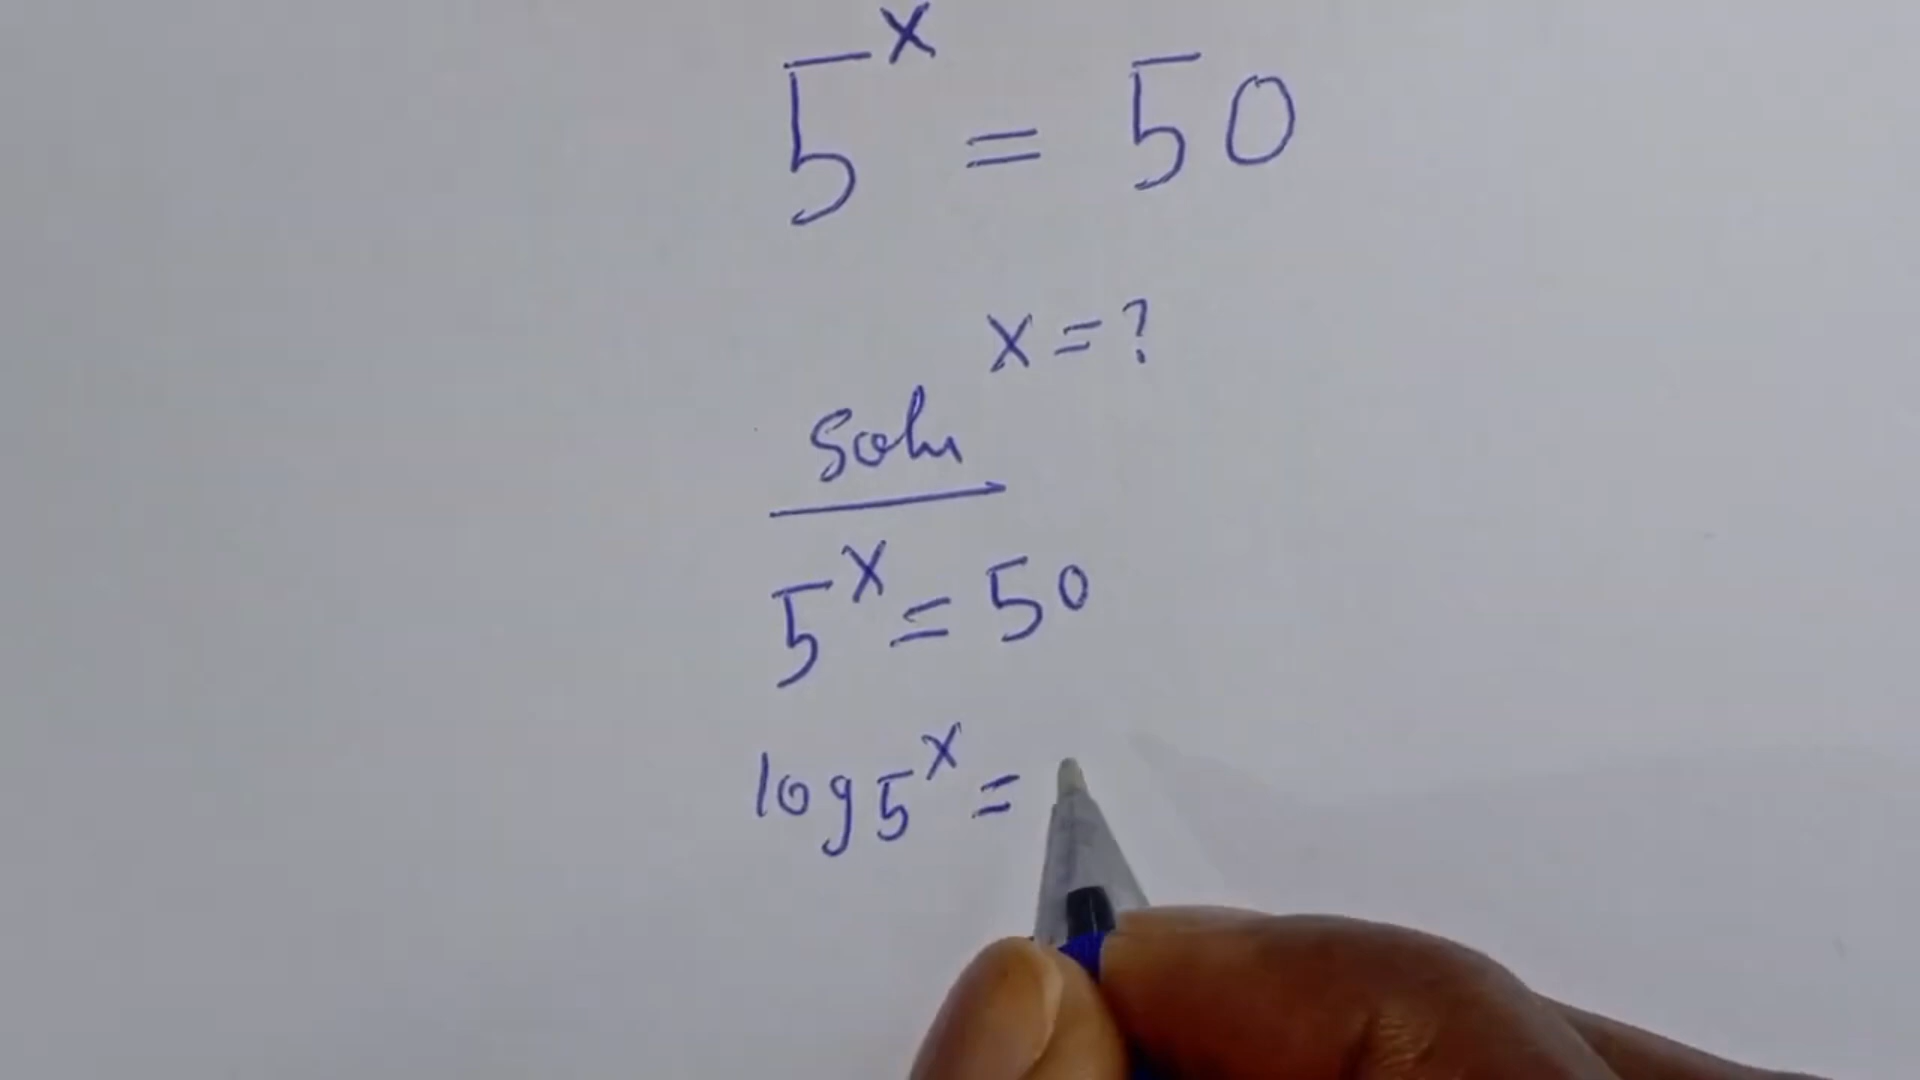 5^x = 50
x = ?
Soln
5^x = 50
log 5^x =